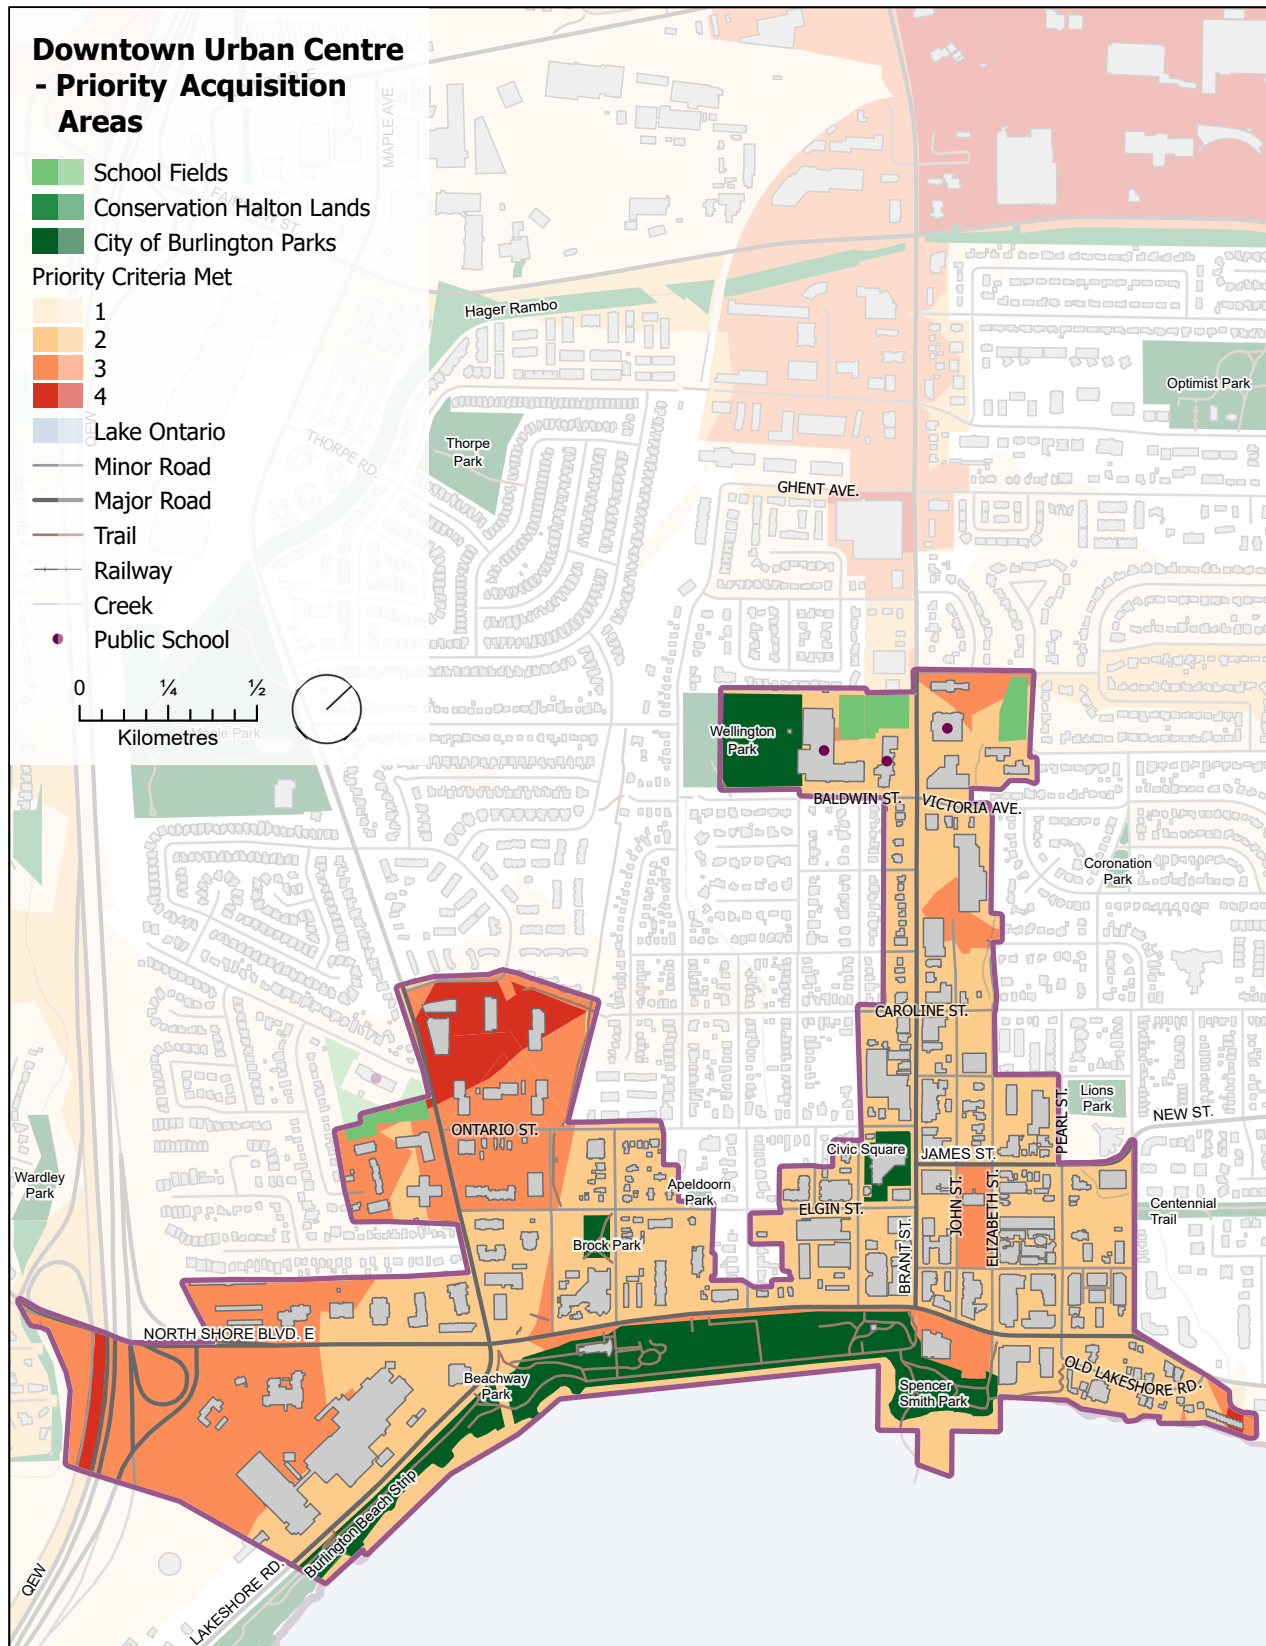 Downtown Urban Centre
- Priority Acquisition
Areas
School Fields
Conservation Halton Lands
City of Burlington Parks
Priority Criteria Met
1
2
3
4
Lake Ontario
Minor Road
Major Road
Trail
Railway
Creek
Public School
0 ¼ ½
Kilometres
MAPLE AVE.
FAIRVIEW ST.
QEW
THORPE RD.
Maple Park
Hager Rambo
Thorpe
Park
Optimist Park
GHENT AVE.
Wellington
Park
BALDWIN ST.
VICTORIA AVE.
Coronation
Park
CAROLINE ST.
Lions
Park
PEARL ST.
NEW ST.
ONTARIO ST.
Civic Square
JAMES ST.
Wardley
Park
Apeldoorn
Park
JOHN ST.
ELIZABETH ST.
Centennial
Trail
ELGIN ST.
Brock Park
BRANT ST.
NORTH SHORE BLVD. E
Beachway
Park
Spencer
Smith Park
OLD LAKESHORE RD.
Burlington Beach Strip
QEW
LAKESHORE RD.